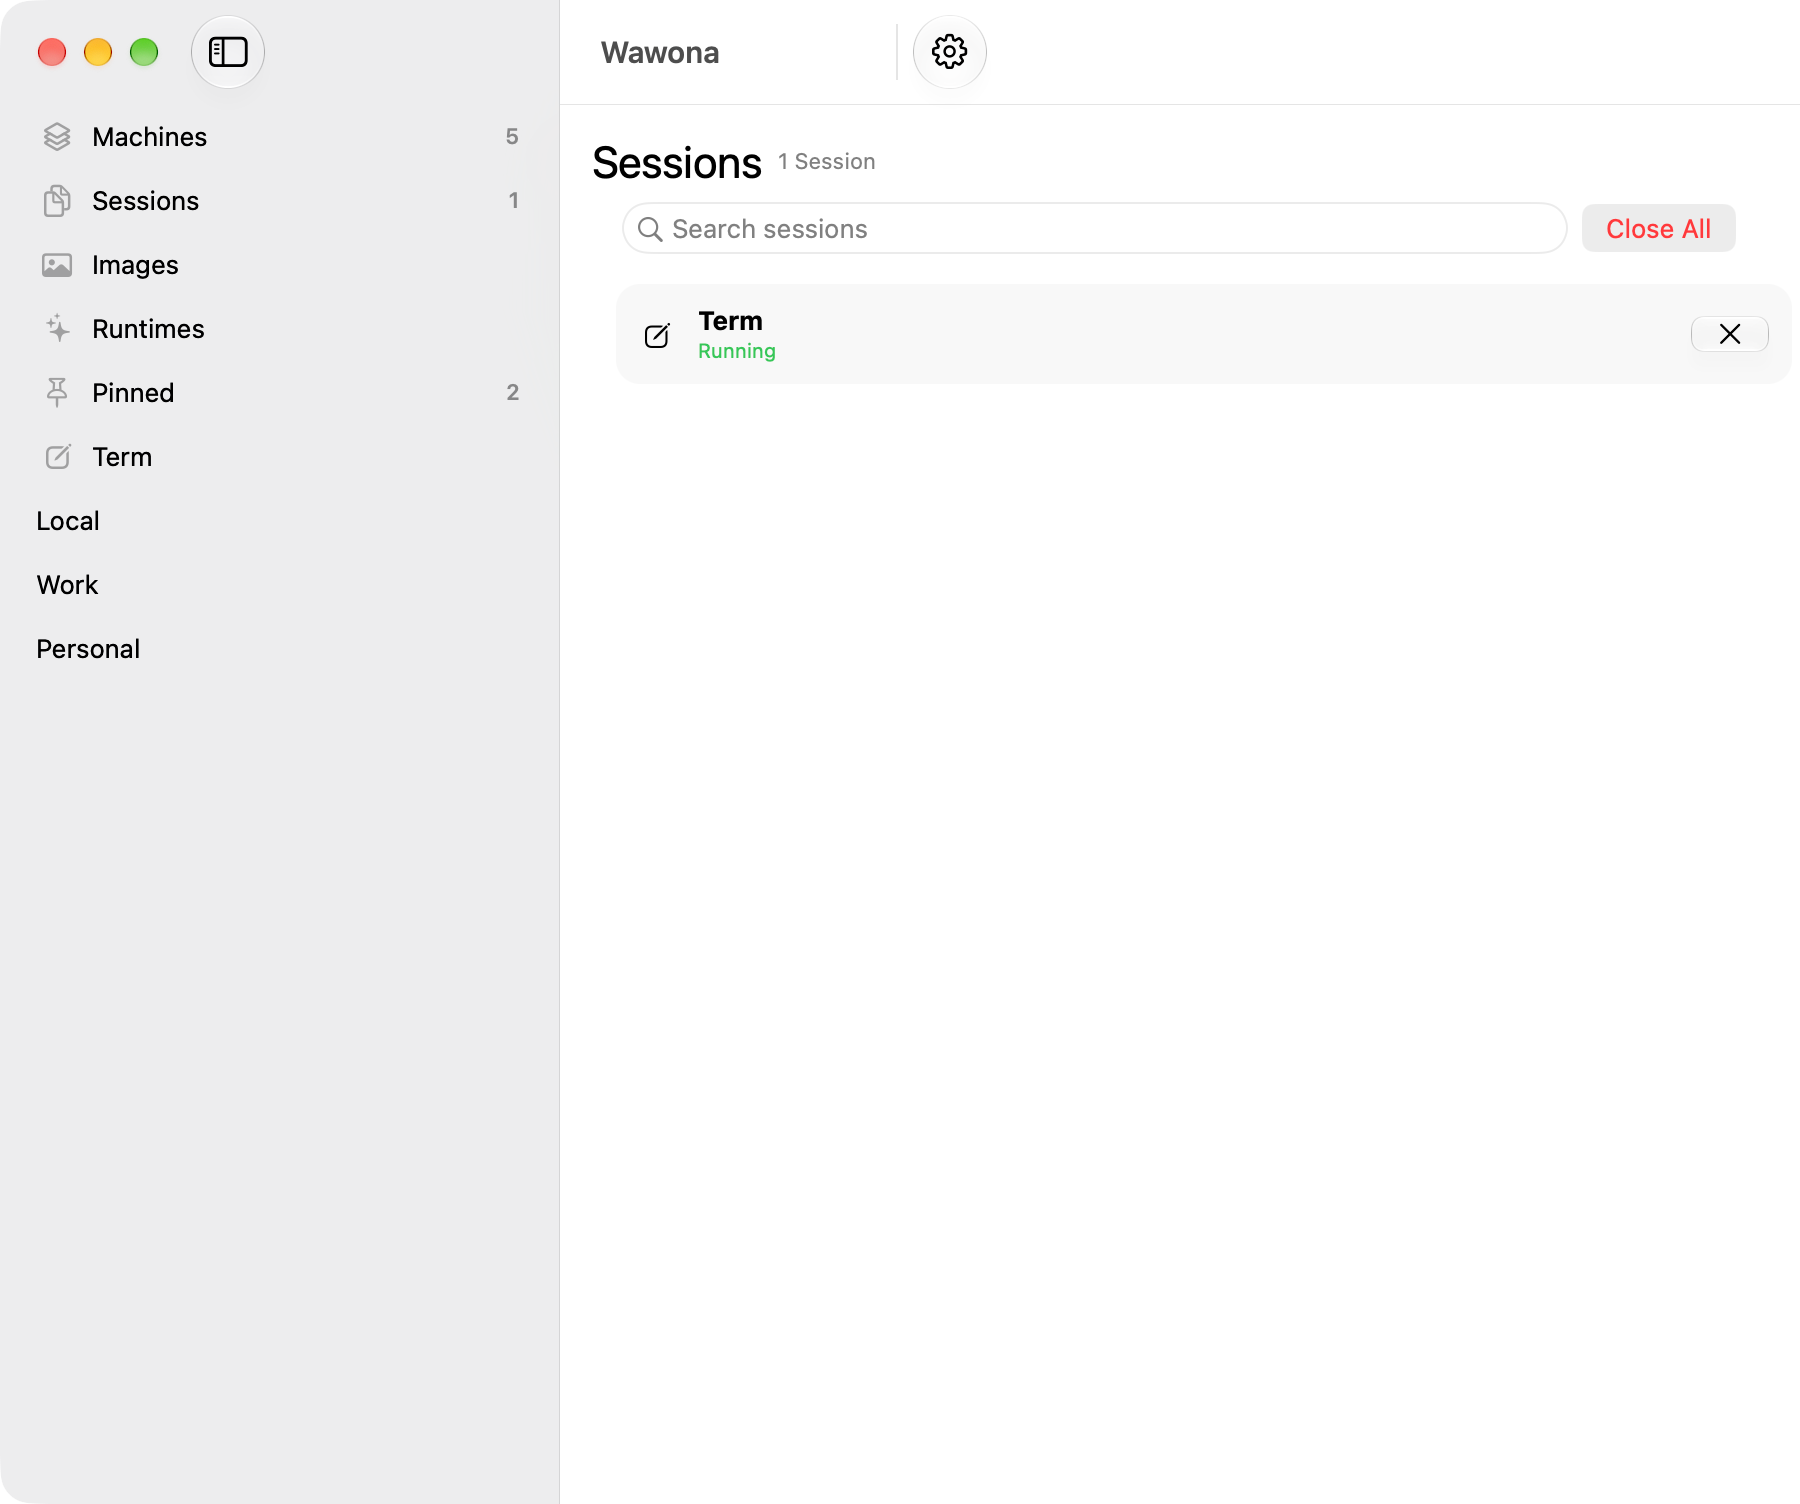 Wawona
Machines 5
Sessions 1
Images
Runtimes
Pinned 2
Term
Local
Work
Personal
Sessions 1 Session
Search sessions Close All
Term
Running